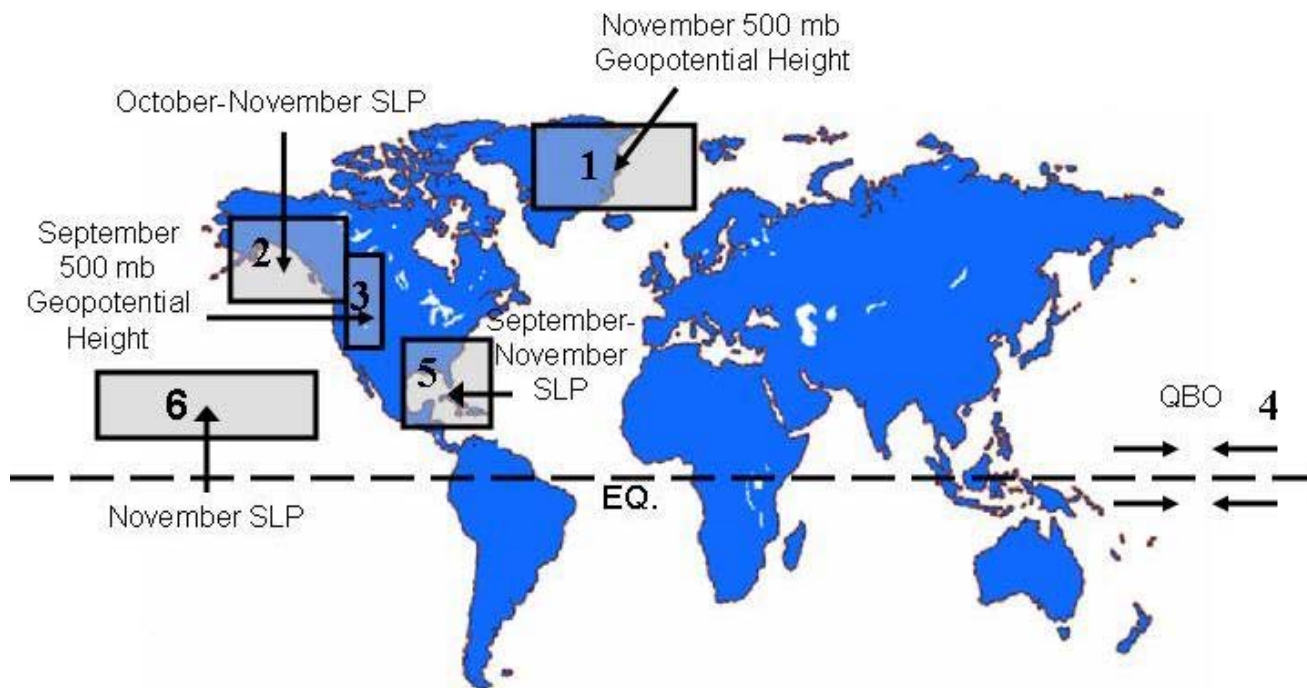 November 500 mb
Geopotential Height
October-November SLP
1
September
500 mb
Geopotential
Height
2
3
September-
November
SLP
5
6
QBO
4
EQ.
November SLP